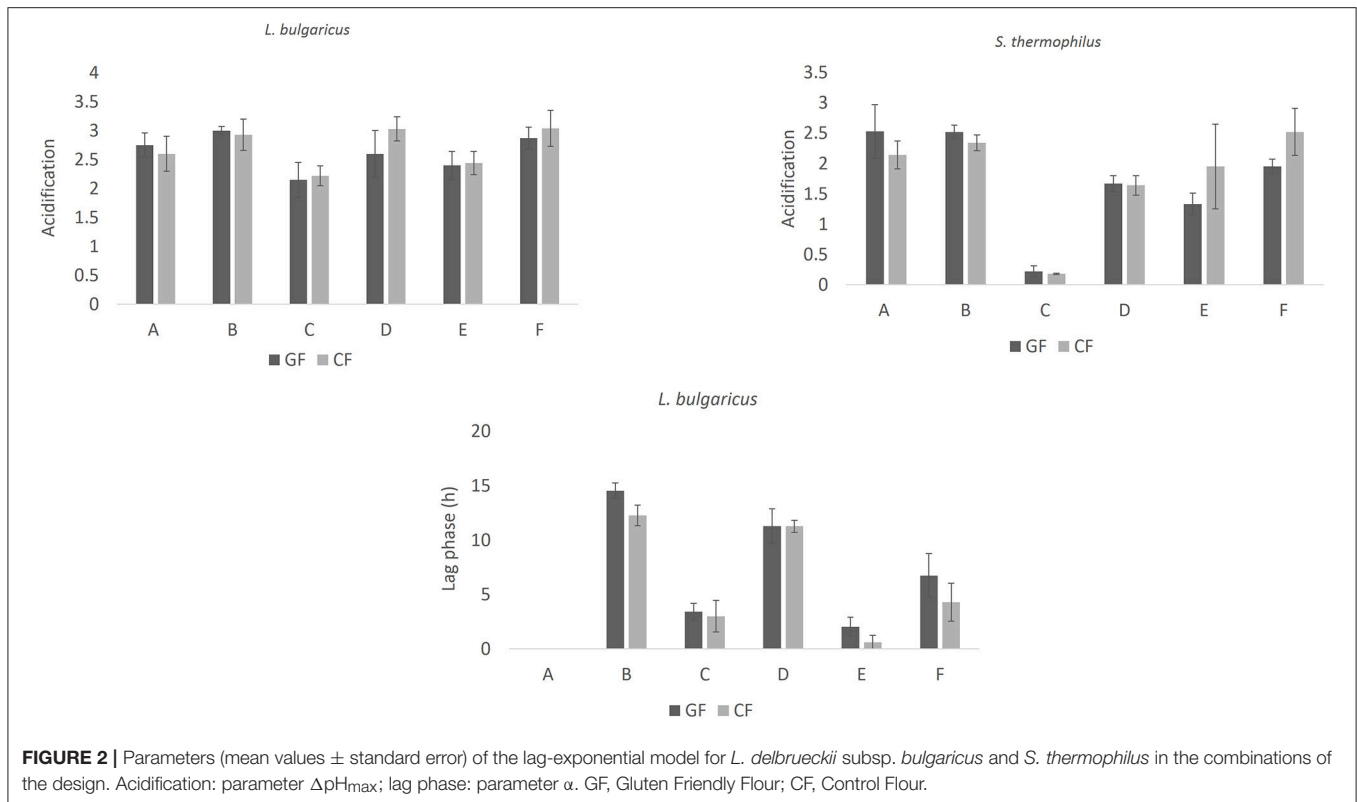 L. bulgaricus
Acidification
4
3.5
3
2.5
2
1.5
1
0.5
0
A B C D E F
GF CF
S. thermophilus
Acidification
3.5
3
2.5
2
1.5
1
0.5
0
A B C D E F
GF CF
L. bulgaricus
Lag phase (h)
20
15
10
5
0
A B C D E F
GF CF
FIGURE 2 | Parameters (mean values ± standard error) of the lag-exponential model for L. delbrueckii subsp. bulgaricus and S. thermophilus in the combinations of
the design. Acidification: parameter ΔpHmax; lag phase: parameter α. GF, Gluten Friendly Flour; CF, Control Flour.